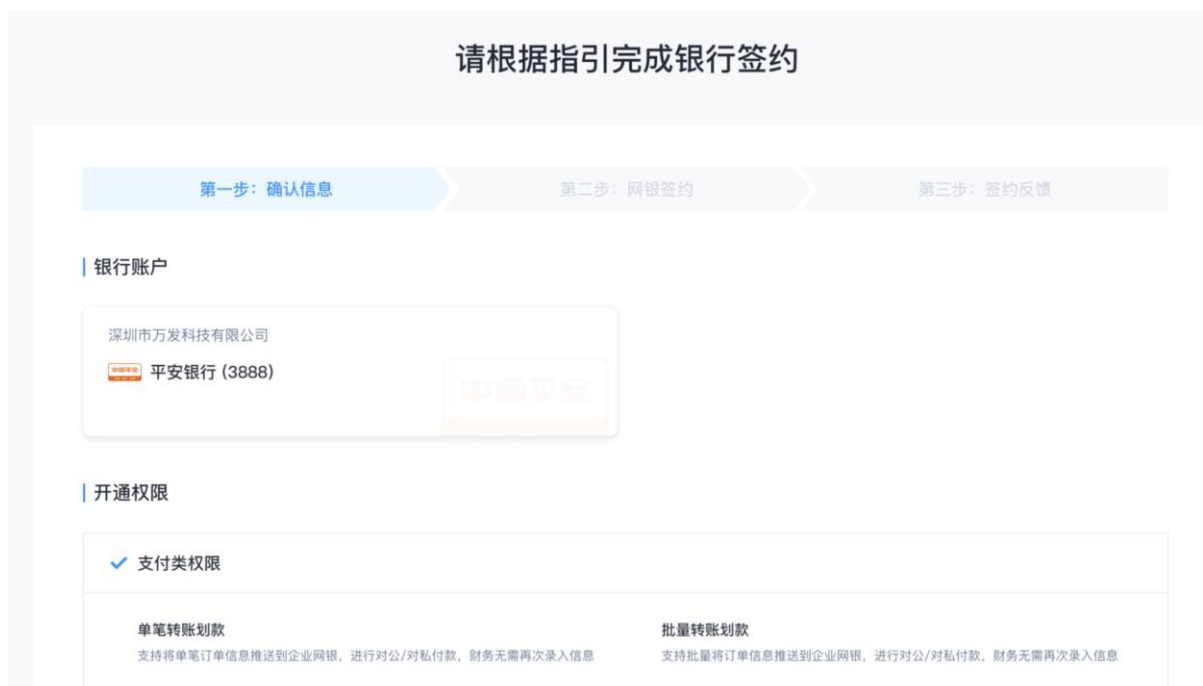 请根据指引完成银行签约
第一步：确认信息
第二步：网银签约
第三步：签约反馈
银行账户
深圳市万发科技有限公司
平安银行 (3888)
中国平安
开通权限
支付类权限
单笔转账划款
批量转账划款
支持将单笔订单信息推送到企业网银，进行对公/对私付款，财务无需再次录入信息
支持批量将订单信息推送到企业网银，进行对公/对私付款，财务无需再次录入信息